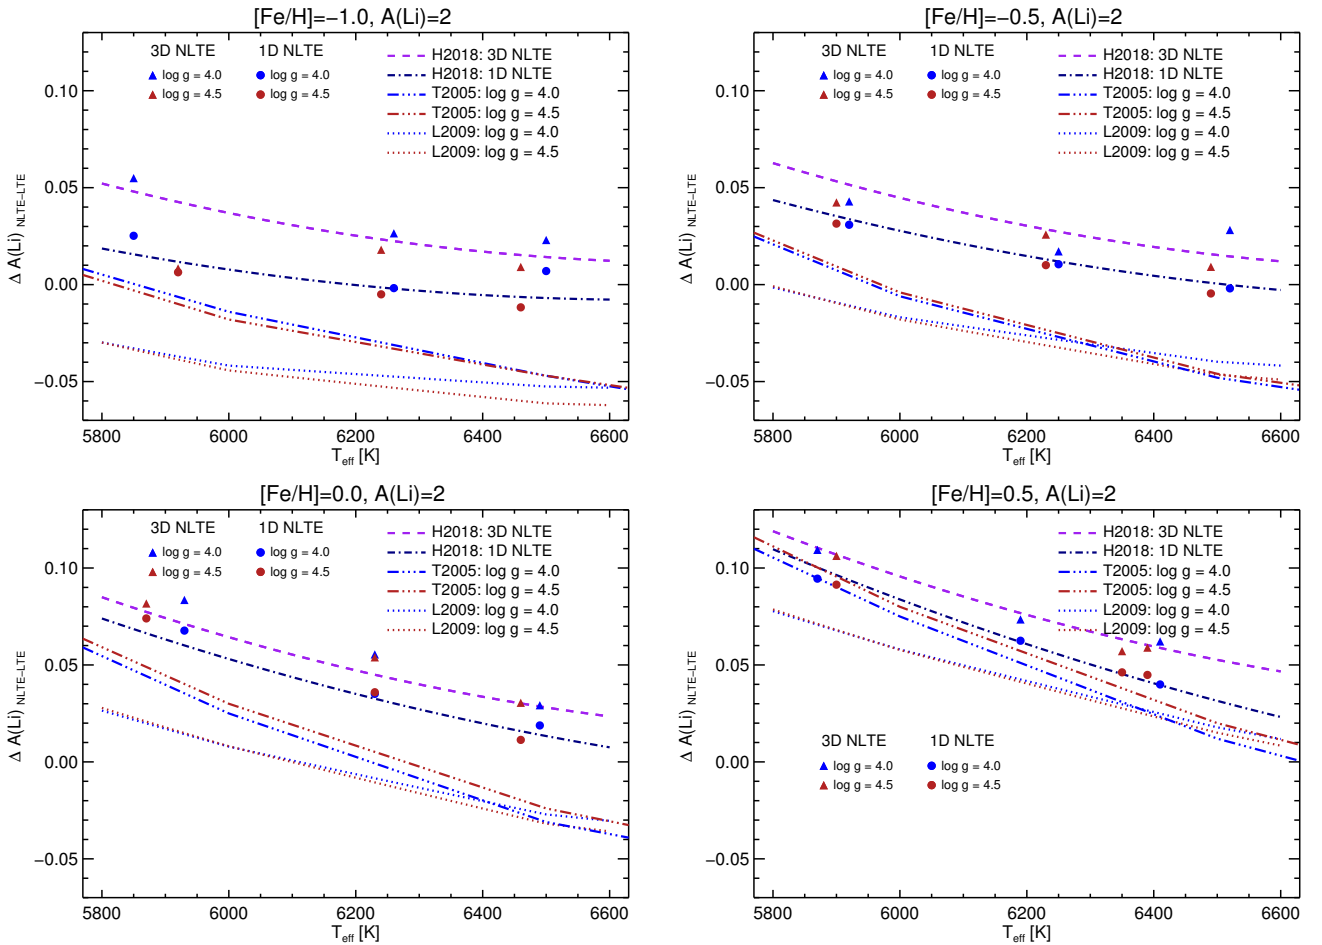 [Fe/H]=−1.0, A(Li)=2
3D NLTE 1D NLTE
log g = 4.0 log g = 4.0
log g = 4.5 log g = 4.5
H2018: 3D NLTE
H2018: 1D NLTE
T2005: log g = 4.0
T2005: log g = 4.5
L2009: log g = 4.0
L2009: log g = 4.5
0.10
0.05
0.00
−0.05
Δ A(Li) NLTE−LTE
5800 6000 6200 6400 6600
Teff [K]
[Fe/H]=−0.5, A(Li)=2
3D NLTE 1D NLTE
log g = 4.0 log g = 4.0
log g = 4.5 log g = 4.5
H2018: 3D NLTE
H2018: 1D NLTE
T2005: log g = 4.0
T2005: log g = 4.5
L2009: log g = 4.0
L2009: log g = 4.5
0.10
0.05
0.00
−0.05
Δ A(Li) NLTE−LTE
5800 6000 6200 6400 6600
Teff [K]
[Fe/H]=0.0, A(Li)=2
3D NLTE 1D NLTE
log g = 4.0 log g = 4.0
log g = 4.5 log g = 4.5
H2018: 3D NLTE
H2018: 1D NLTE
T2005: log g = 4.0
T2005: log g = 4.5
L2009: log g = 4.0
L2009: log g = 4.5
0.10
0.05
0.00
−0.05
Δ A(Li) NLTE−LTE
5800 6000 6200 6400 6600
Teff [K]
[Fe/H]=0.5, A(Li)=2
H2018: 3D NLTE
H2018: 1D NLTE
T2005: log g = 4.0
T2005: log g = 4.5
L2009: log g = 4.0
L2009: log g = 4.5
3D NLTE 1D NLTE
log g = 4.0 log g = 4.0
log g = 4.5 log g = 4.5
0.10
0.05
0.00
−0.05
Δ A(Li) NLTE−LTE
5800 6000 6200 6400 6600
Teff [K]